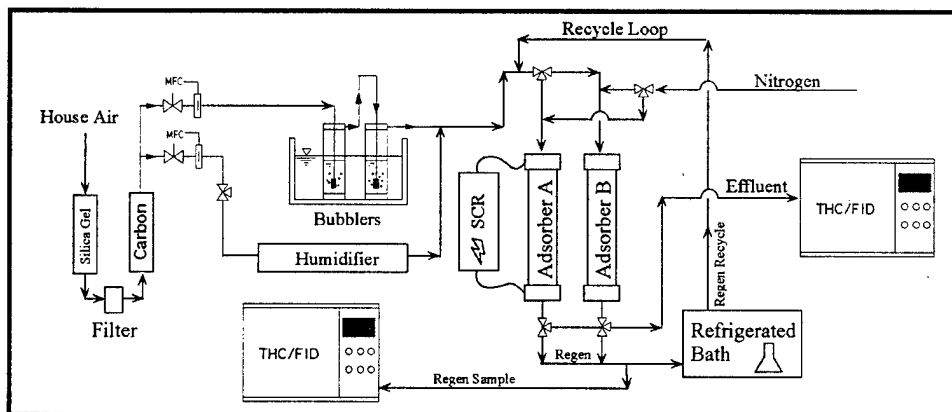 Recycle Loop
MFC
Nitrogen
House Air
MFC
Silica Gel
Carbon
Bubblers
SCR
Adsorber A
Adsorber B
Effluent
THC/FID
Humidifier
Filter
Regen Recycle
THC/FID
Regen
Refrigerated
Bath
Regen Sample